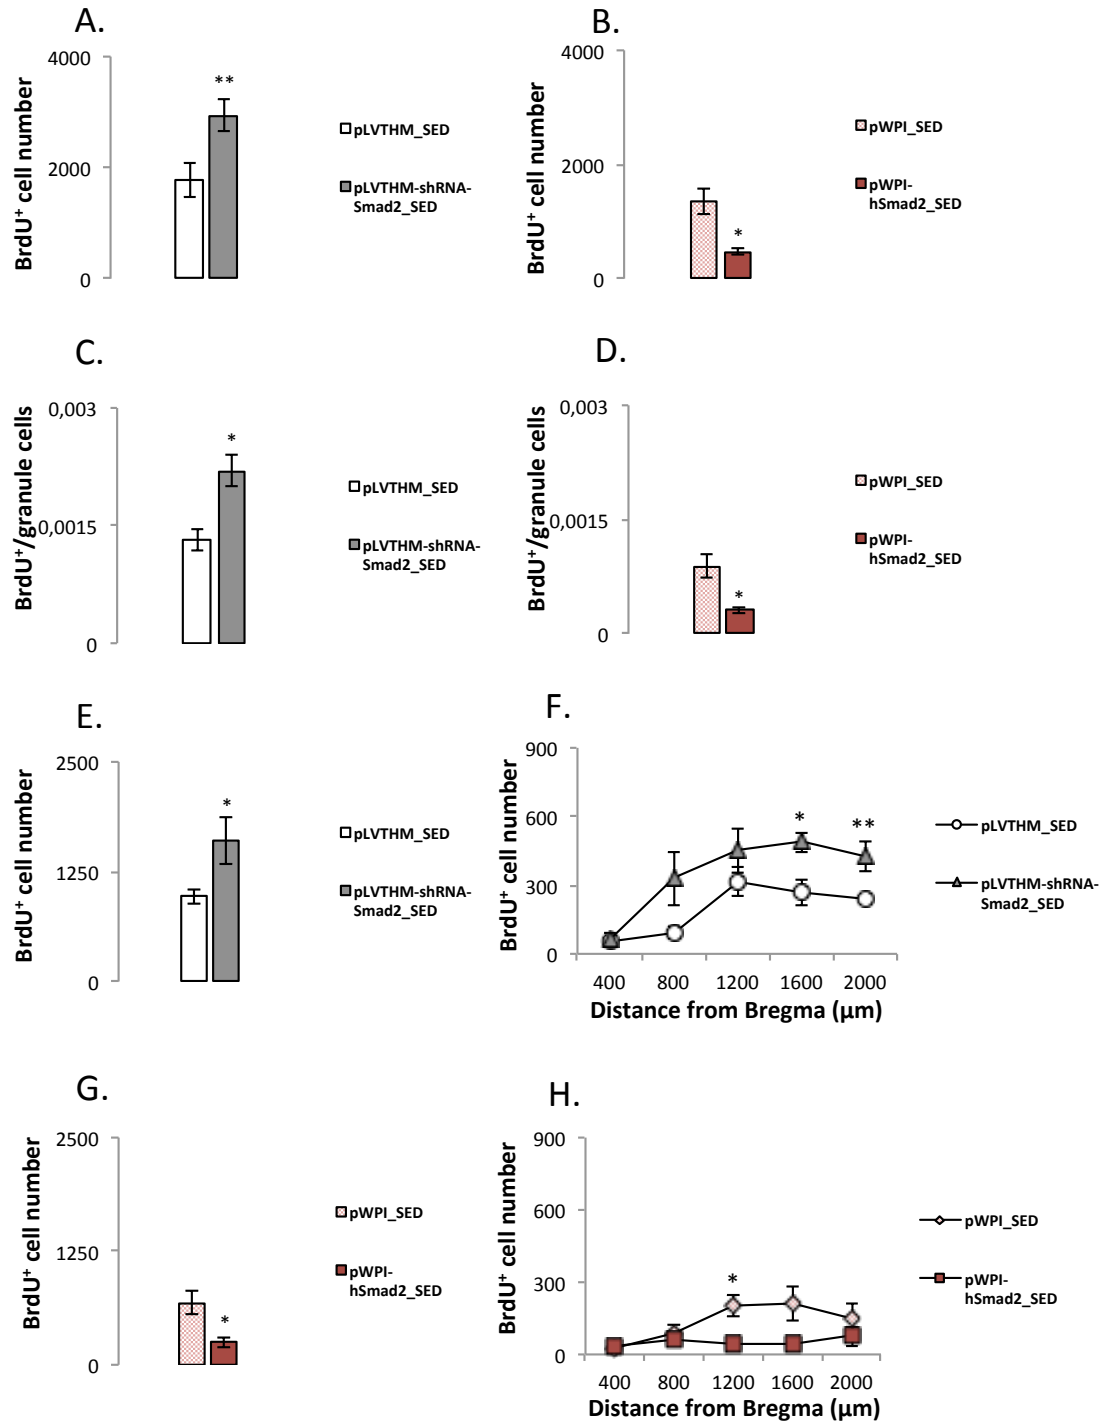 A.
BrdU⁺ cell number
4000
2000
0
**
pLVTHM_SED
pLVTHM-shRNA-
Smad2_SED
B.
BrdU⁺ cell number
4000
2000
0
*
pWPI_SED
pWPI-
hSmad2_SED
C.
BrdU⁺/granule cells
0,003
0,0015
0
*
pLVTHM_SED
pLVTHM-shRNA-
Smad2_SED
D.
BrdU⁺/granule cells
0,003
0,0015
0
*
pWPI_SED
pWPI-
hSmad2_SED
E.
BrdU⁺ cell number
2500
1250
0
*
pLVTHM_SED
pLVTHM-shRNA-
Smad2_SED
F.
BrdU⁺ cell number
900
600
300
0
* **
400 800 1200 1600 2000
Distance from Bregma (μm)
pLVTHM_SED
pLVTHM-shRNA-
Smad2_SED
G.
BrdU⁺ cell number
2500
1250
0
*
pWPI_SED
pWPI-
hSmad2_SED
H.
BrdU⁺ cell number
900
600
300
0
*
400 800 1200 1600 2000
Distance from Bregma (μm)
pWPI_SED
pWPI-
hSmad2_SED